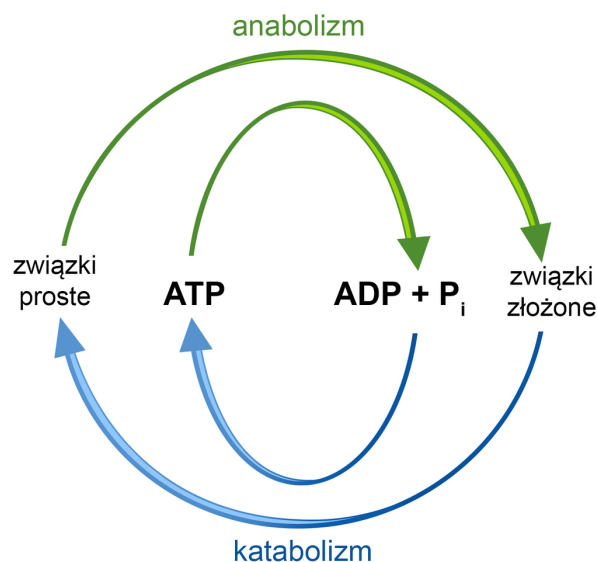 anabolizm
związki
proste
ATP
ADP + Pi
związki
złożone
katabolizm